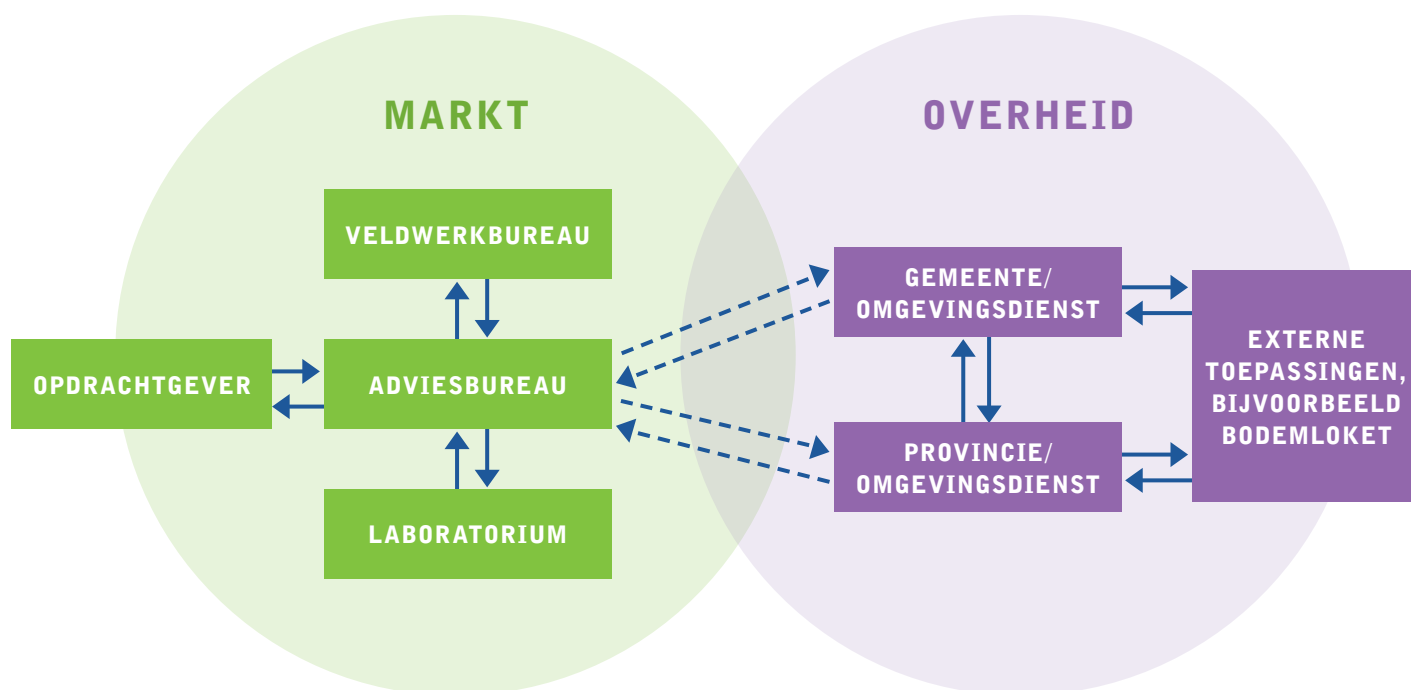 MARKT
OVERHEID
VELDWERKBUREAU
OPDRACHTGEVER
ADVIESBUREAU
LABORATORIUM
GEMEENTE/
OMGEVINGSDIENST
PROVINCIE/
OMGEVINGSDIENST
EXTERNE
TOEPASSINGEN,
BIJVOORBEELD
BODEMLOKET